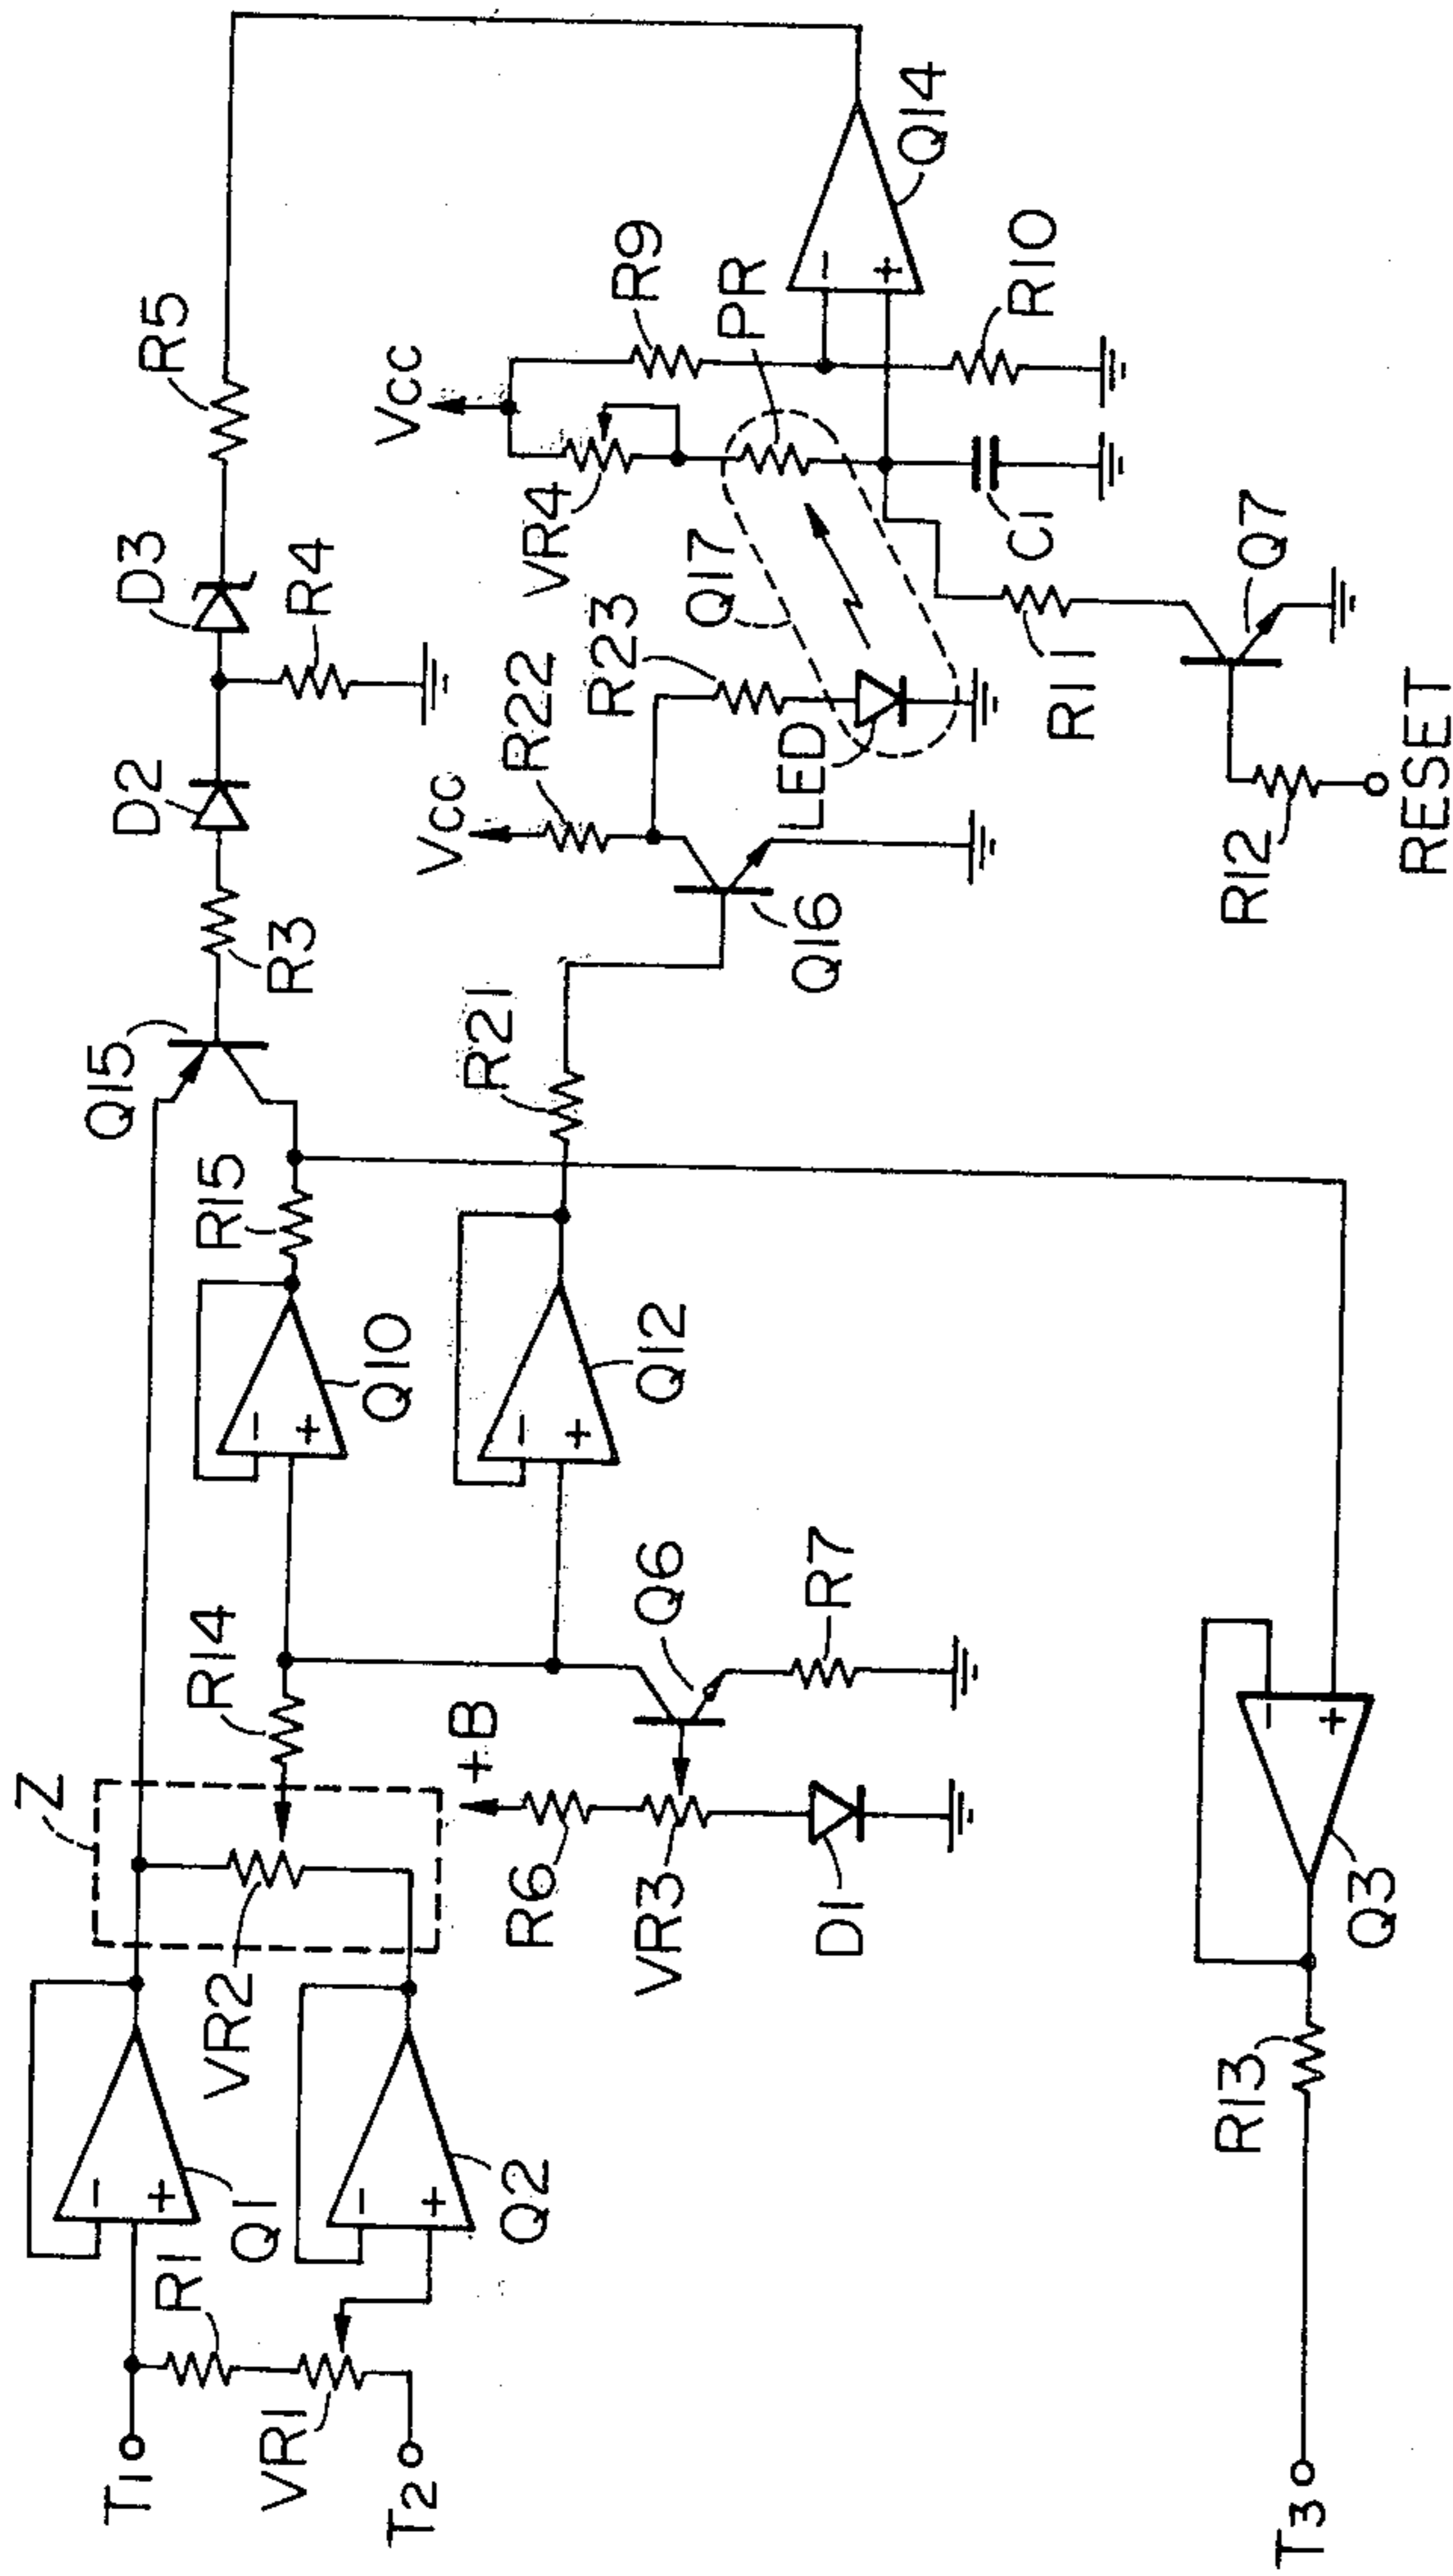 Z
Q15
D2
D3
R5
R3
R4
R14
R15
Q10
VR2
Q1
R1
VR1
T1
T2
Q2
+B
R6
VR3
D1
Q6
R7
Q12
R21
Q16
Vcc
R22
R23
LED
Q17
Vcc
VR4
R9
PR
Q14
R10
C1
R11
Q7
R12
RESET
Q3
R13
T3